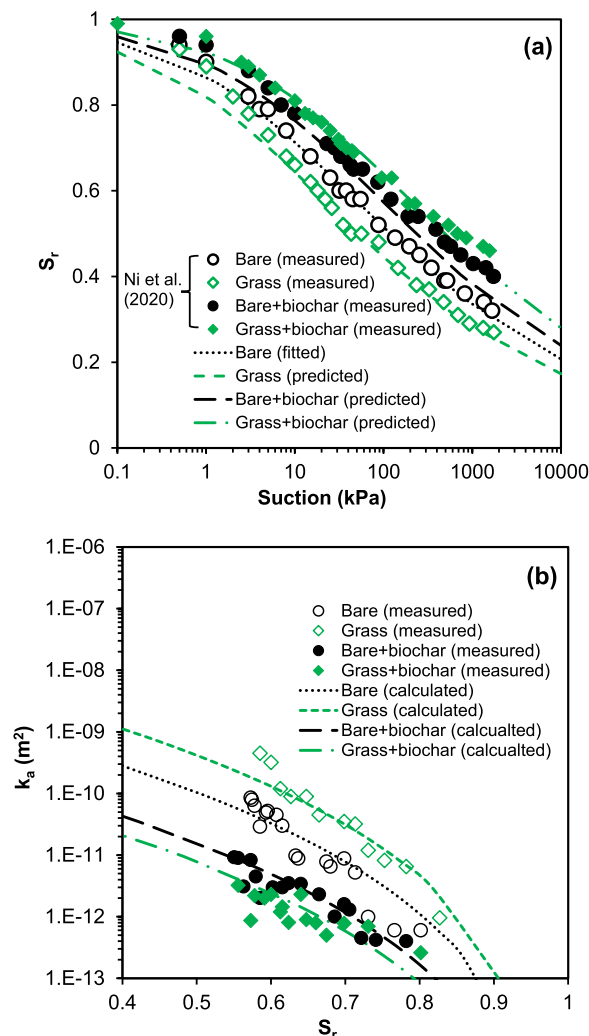 (a)
1
0.8
0.6
0.4
0.2
0
S_r
Ni et al.
(2020)
Bare (measured)
Grass (measured)
Bare+biochar (measured)
Grass+biochar (measured)
Bare (fitted)
Grass (predicted)
Bare+biochar (predicted)
Grass+biochar (predicted)
0.1 1 10 100 1000 10000
Suction (kPa)
(b)
1.E-06
1.E-07
1.E-08
1.E-09
1.E-10
1.E-11
1.E-12
1.E-13
k_a (m²)
Bare (measured)
Grass (measured)
Bare+biochar (measured)
Grass+biochar (measured)
Bare (calculated)
Grass (calculated)
Bare+biochar (calcualted)
Grass+biochar (calcualted)
0.4 0.5 0.6 0.7 0.8 0.9 1
S_r